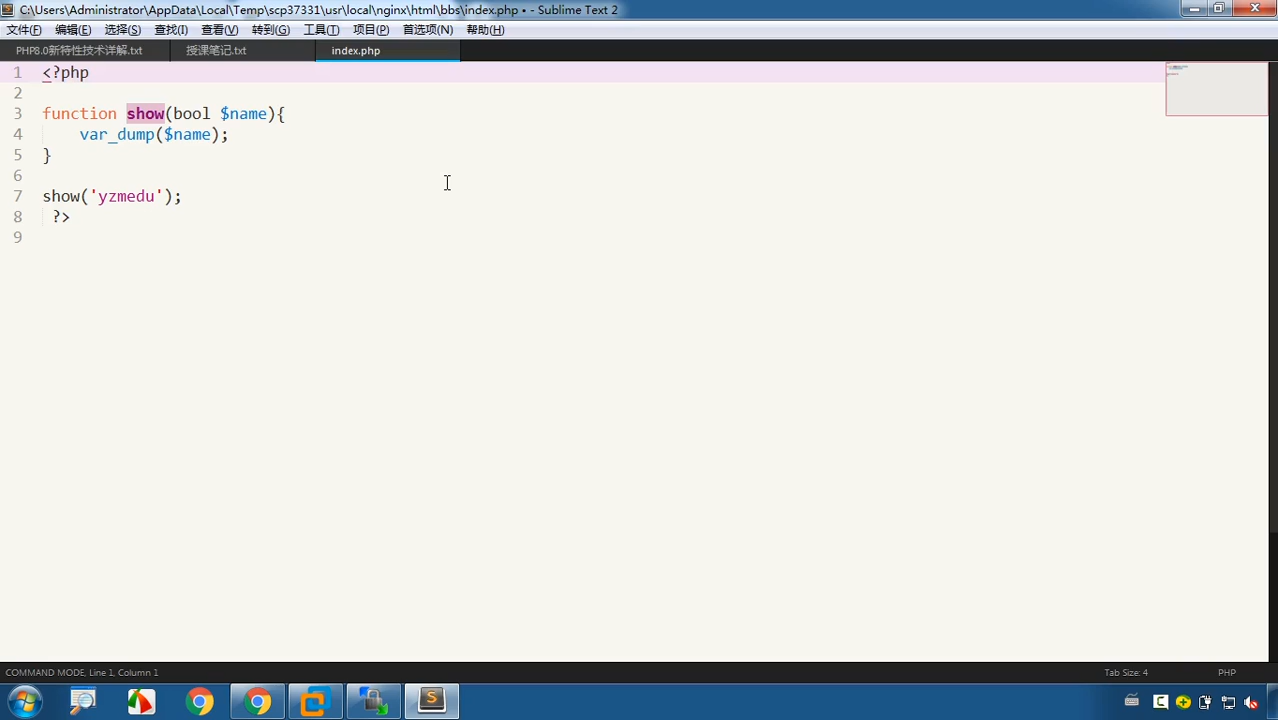 C:\Users\Administrator\AppData\Local\Temp\scp37331\usr\local\nginx\html\bbs\index.php • - Sublime Text 2
文件(F) 编辑(E) 选择(S) 查找(I) 查看(V) 转到(G) 工具(T) 项目(P) 首选项(N) 帮助(H)
PHP8.0新特性技术详解.txt 授课笔记.txt index.php
1 <?php
2
3 function show(bool $name){
4 var_dump($name);
5 }
6
7 show('yzmedu');
8 ?>
9
COMMAND MODE, Line 1, Column 1 Tab Size: 4 PHP